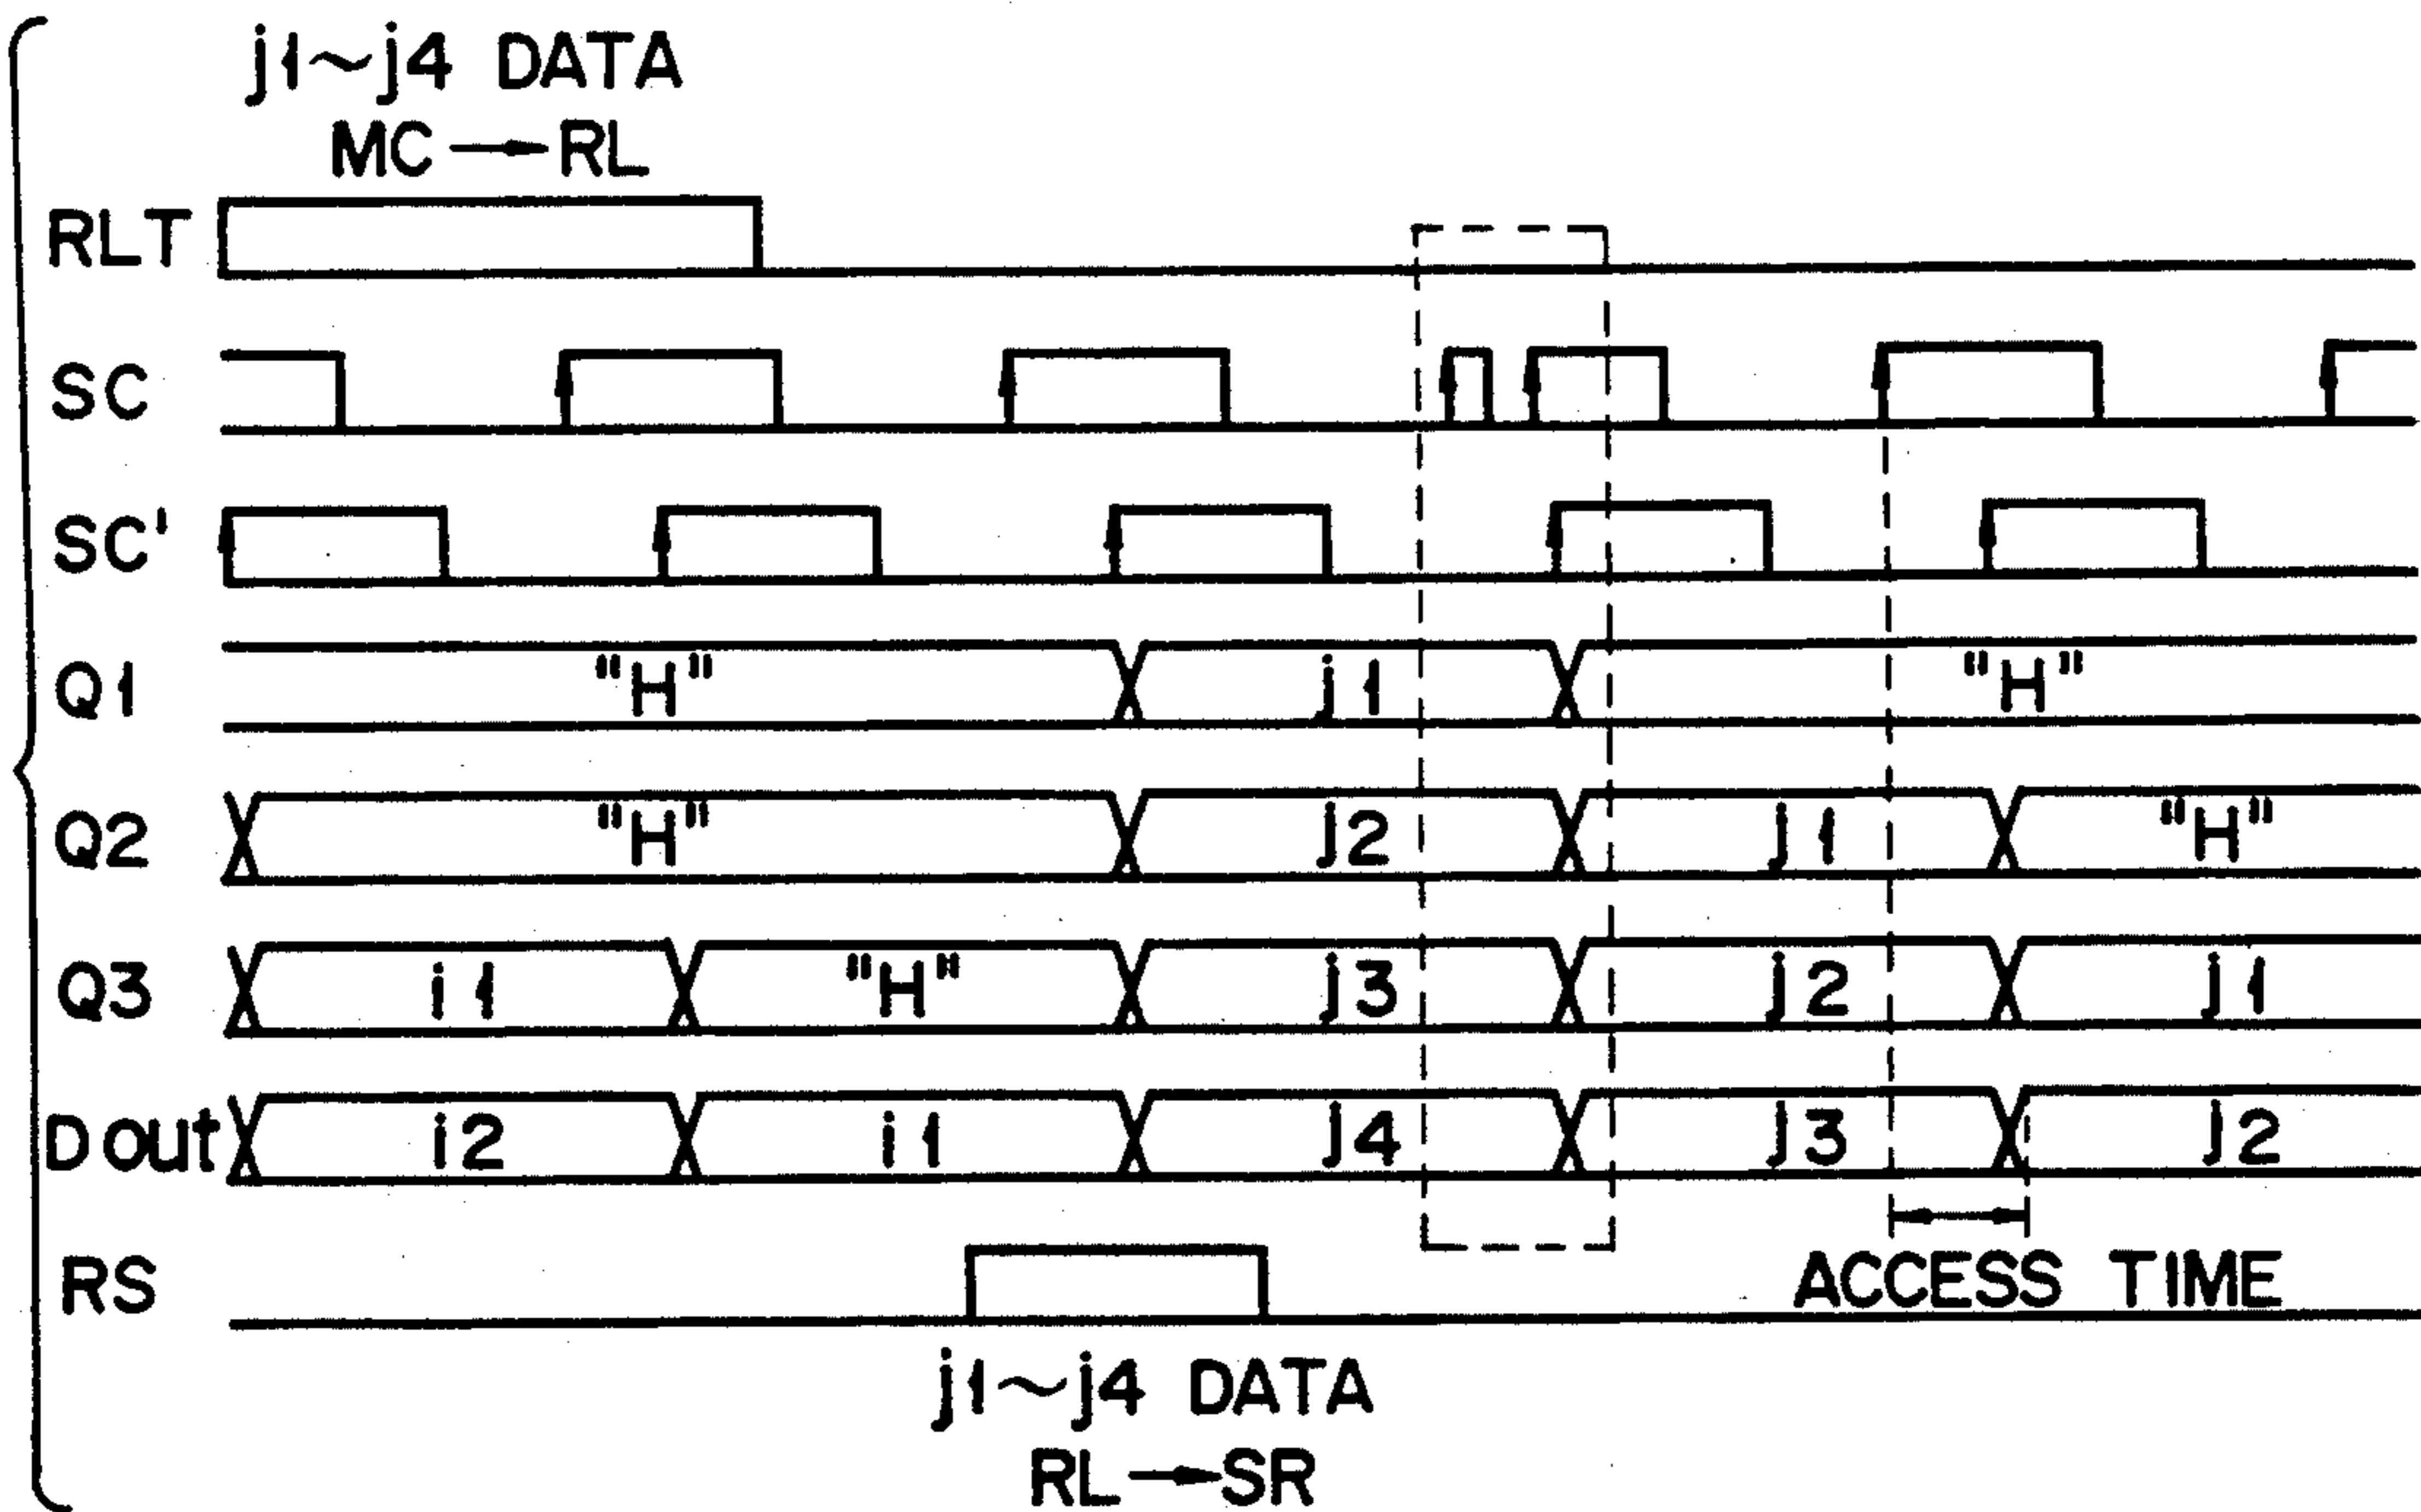 j1~j4 DATA
MC→RL
RLT
SC
SC'
Q1 "H" j1 "H"
Q2 "H" j2 j1 "H"
Q3 i1 "H" j3 j2 j1
Dout i2 i1 j4 j3 j2
RS ACCESS TIME
j1~j4 DATA
RL→SR